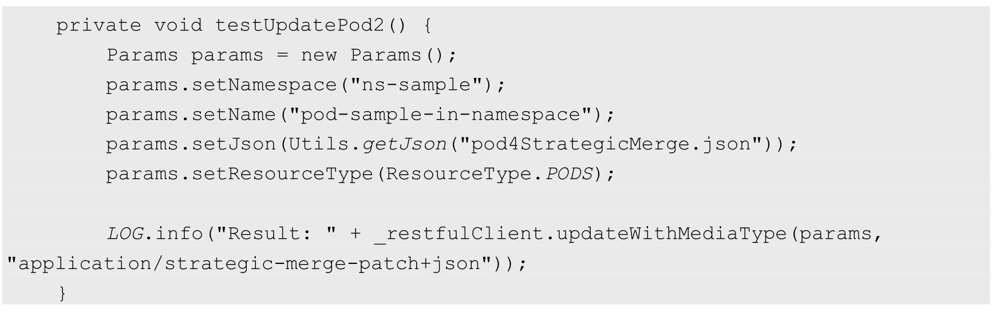 private void testUpdatePod2() {
Params params = new Params();
params.setNamespace("ns-sample");
params.setName("pod-sample-in-namespace");
params.setJson(Utils.getJson("pod4StrategicMerge.json"));
params.setResourceType(ResourceType.PODS);
LOG.info("Result: " + _restfulClient.updateWithMediaType(params,
"application/strategic-merge-patch+json"));
}